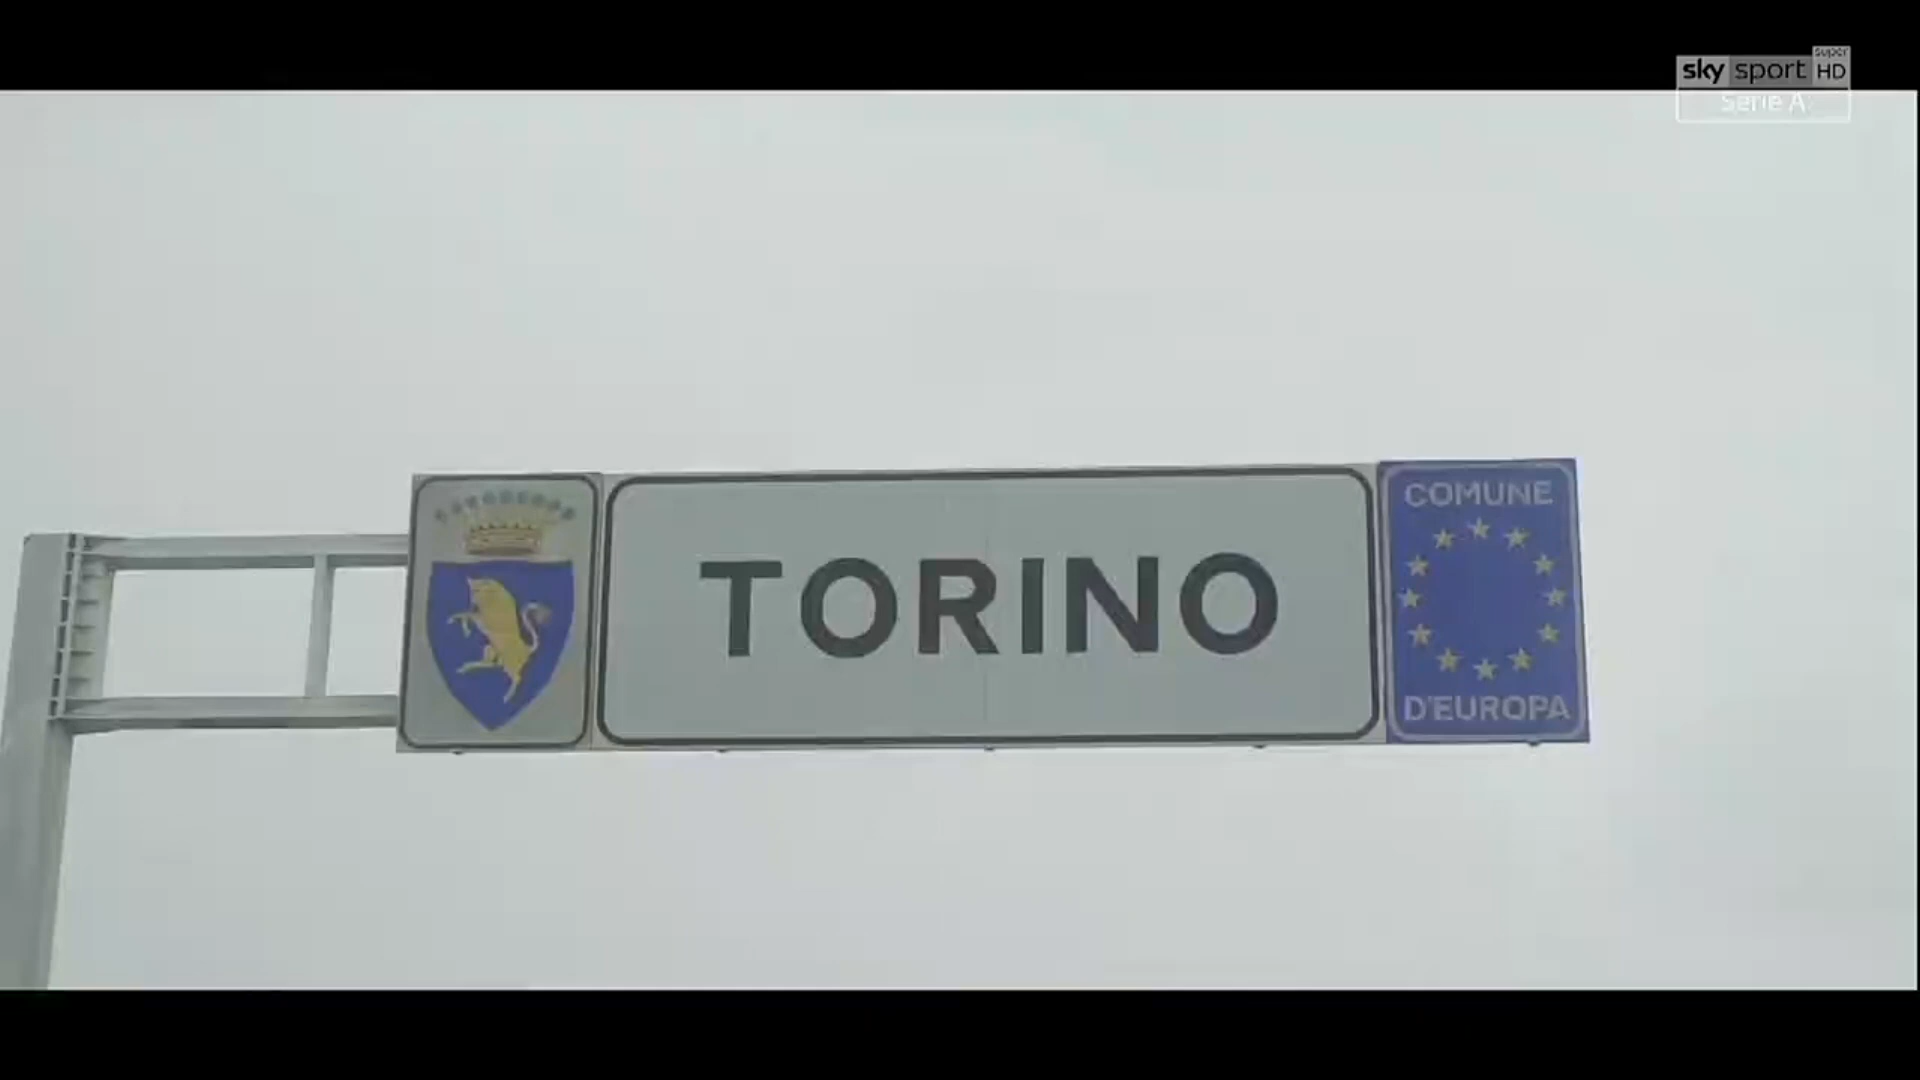 super
sky sport HD
Serie A
TORINO
COMUNE
D'EUROPA